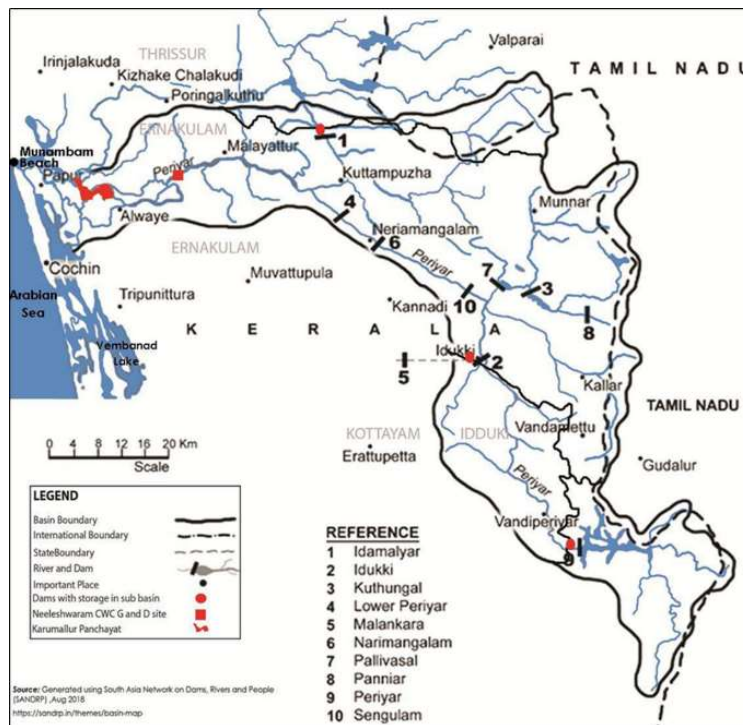 Valparai
THRISSUR
Irinjalakuda
Kizhake Chalakudi
TAMIL NADU
Poringalkuthu
ERNAKULAM
1
Malayattur
Munambam
Beach
Periyar
Papur
Kuttampuzha
Munnar
4
Alwaye
Neriamangalam
6
ERNAKULAM
Periyar
7
3
Cochin
Muvattupula
10
Kannadi
8
Arabian
Sea
Tripunittura
KERALA
Idukki
2
Vembanad
Lake
5
Kallar
TAMIL NADU
KOTTAYAM
IDDUKI
Vandamettu
0 4 8 12 16 20 Km
Scale
Erattupetta
Gudalur
Periyar
Vandiperiyar
9
LEGEND
Basin Boundary
International Boundary
StateBoundary
River and Dam
Important Place
Dams with storage in sub basin
Neeleshwaram CWC G and D site
Karumallur Panchayat
REFERENCE
1 Idamalyar
2 Idukki
3 Kuthungal
4 Lower Periyar
5 Malankara
6 Narimangalam
7 Pallivasal
8 Panniar
9 Periyar
10 Sengulam
Source: Generated using South Asia Network on Dams, Rivers and People
(SANDRP) ,Aug 2018
https://sandrp.in/themes/basin-map